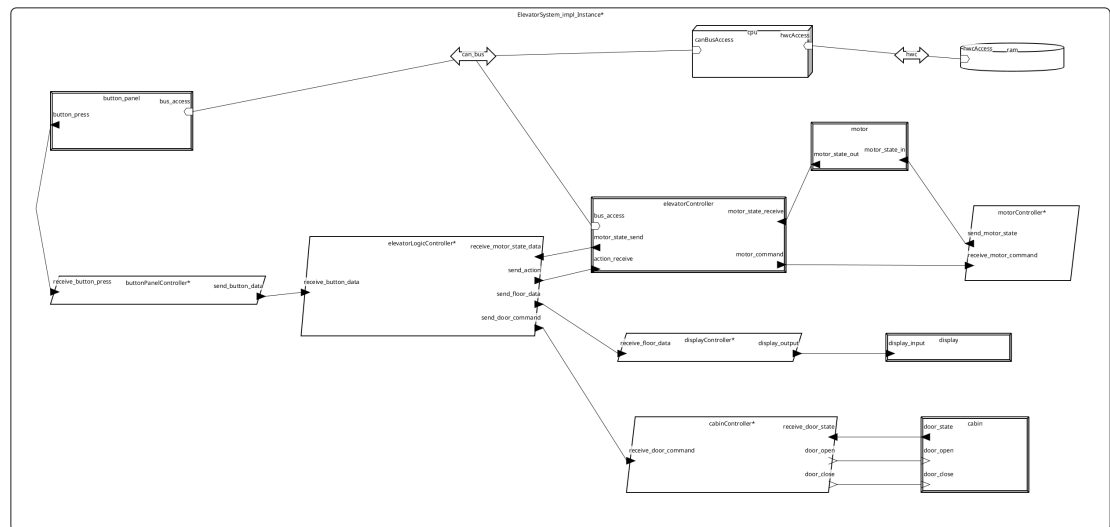 ElevatorSystem_impl_Instance*
can_bus
cpu
canBusAccess
hwcAccess
hwc
hwcAccess
ram
button_panel
bus_access
button_press
motor
motor_state_out
motor_state_in
elevatorController
bus_access
motor_state_receive
motor_state_send
action_receive
motor_command
motorController*
send_motor_state
receive_motor_command
elevatorLogicController*
receive_motor_state_data
send_action
receive_button_data
send_floor_data
send_door_command
receive_button_press
buttonPanelController*
send_button_data
receive_floor_data
displayController*
display_output
display_input
display
cabinController*
receive_door_state
receive_door_command
door_open
door_close
cabin
door_state
door_open
door_close